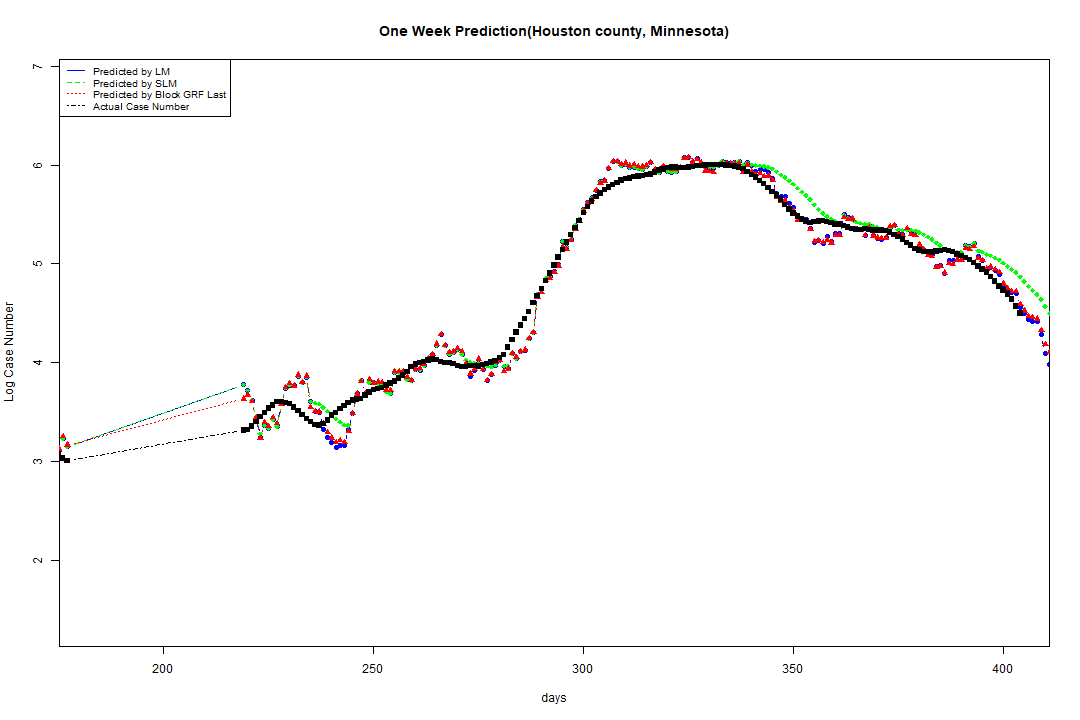 One Week Prediction(Houston county, Minnesota)
Predicted by LM
Predicted by SLM
Predicted by Block GRF Last
Actual Case Number
7
6
5
4
3
2
Log Case Number
200
250
300
350
400
days